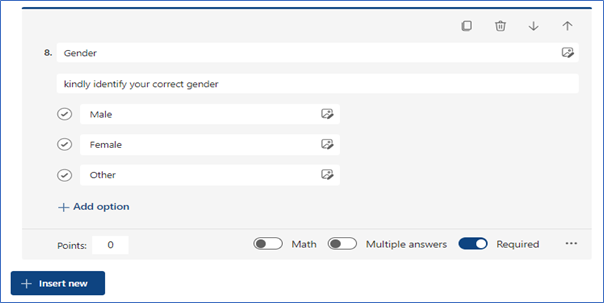 8. Gender
kindly identify your correct gender
Male
Female
Other
+ Add option
Points: 0 Math Multiple answers Required ...
+ Insert new